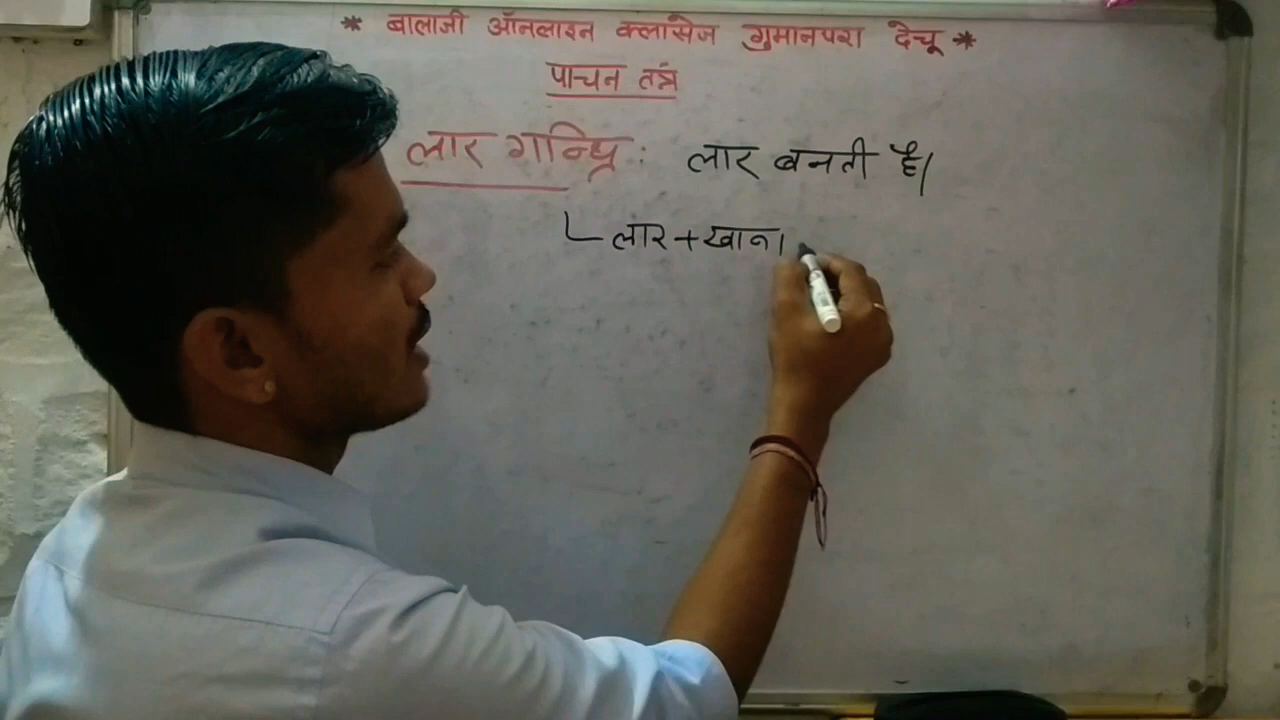 * बालाजी ऑनलाइन क्लासेज गुमानपुरा देचू *
पाचन तंत्र
लार ग्रन्थि : लार बनती है।
लार + खाना